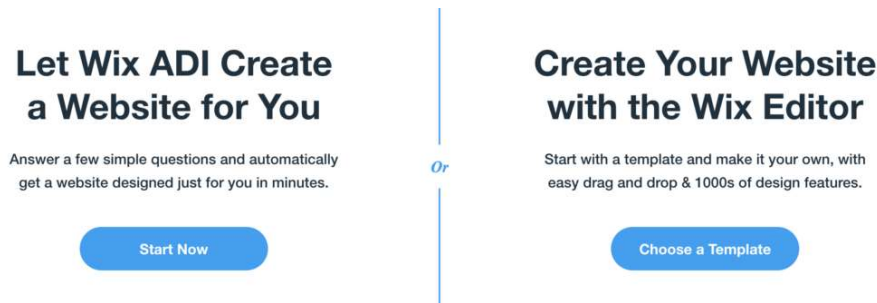 Let Wix ADI Create
a Website for You
Answer a few simple questions and automatically
get a website designed just for you in minutes.
Start Now
Or
Create Your Website
with the Wix Editor
Start with a template and make it your own, with
easy drag and drop & 1000s of design features.
Choose a Template